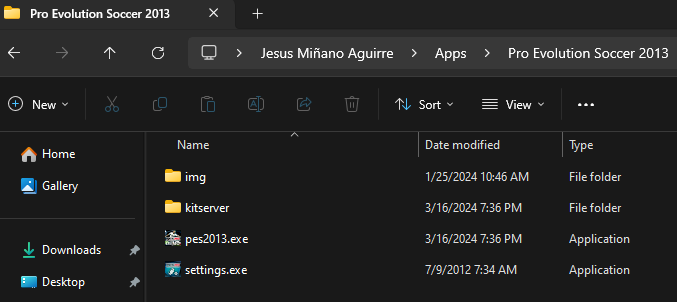 Pro Evolution Soccer 2013
Jesus Miñano Aguirre > Apps > Pro Evolution Soccer 2013
New Sort View
Name Date modified Type
Home
Gallery
Downloads
Desktop
img 1/25/2024 10:46 AM File folder
kitserver 3/16/2024 7:36 PM File folder
pes2013.exe 3/16/2024 7:36 PM Application
settings.exe 7/9/2012 7:34 AM Application